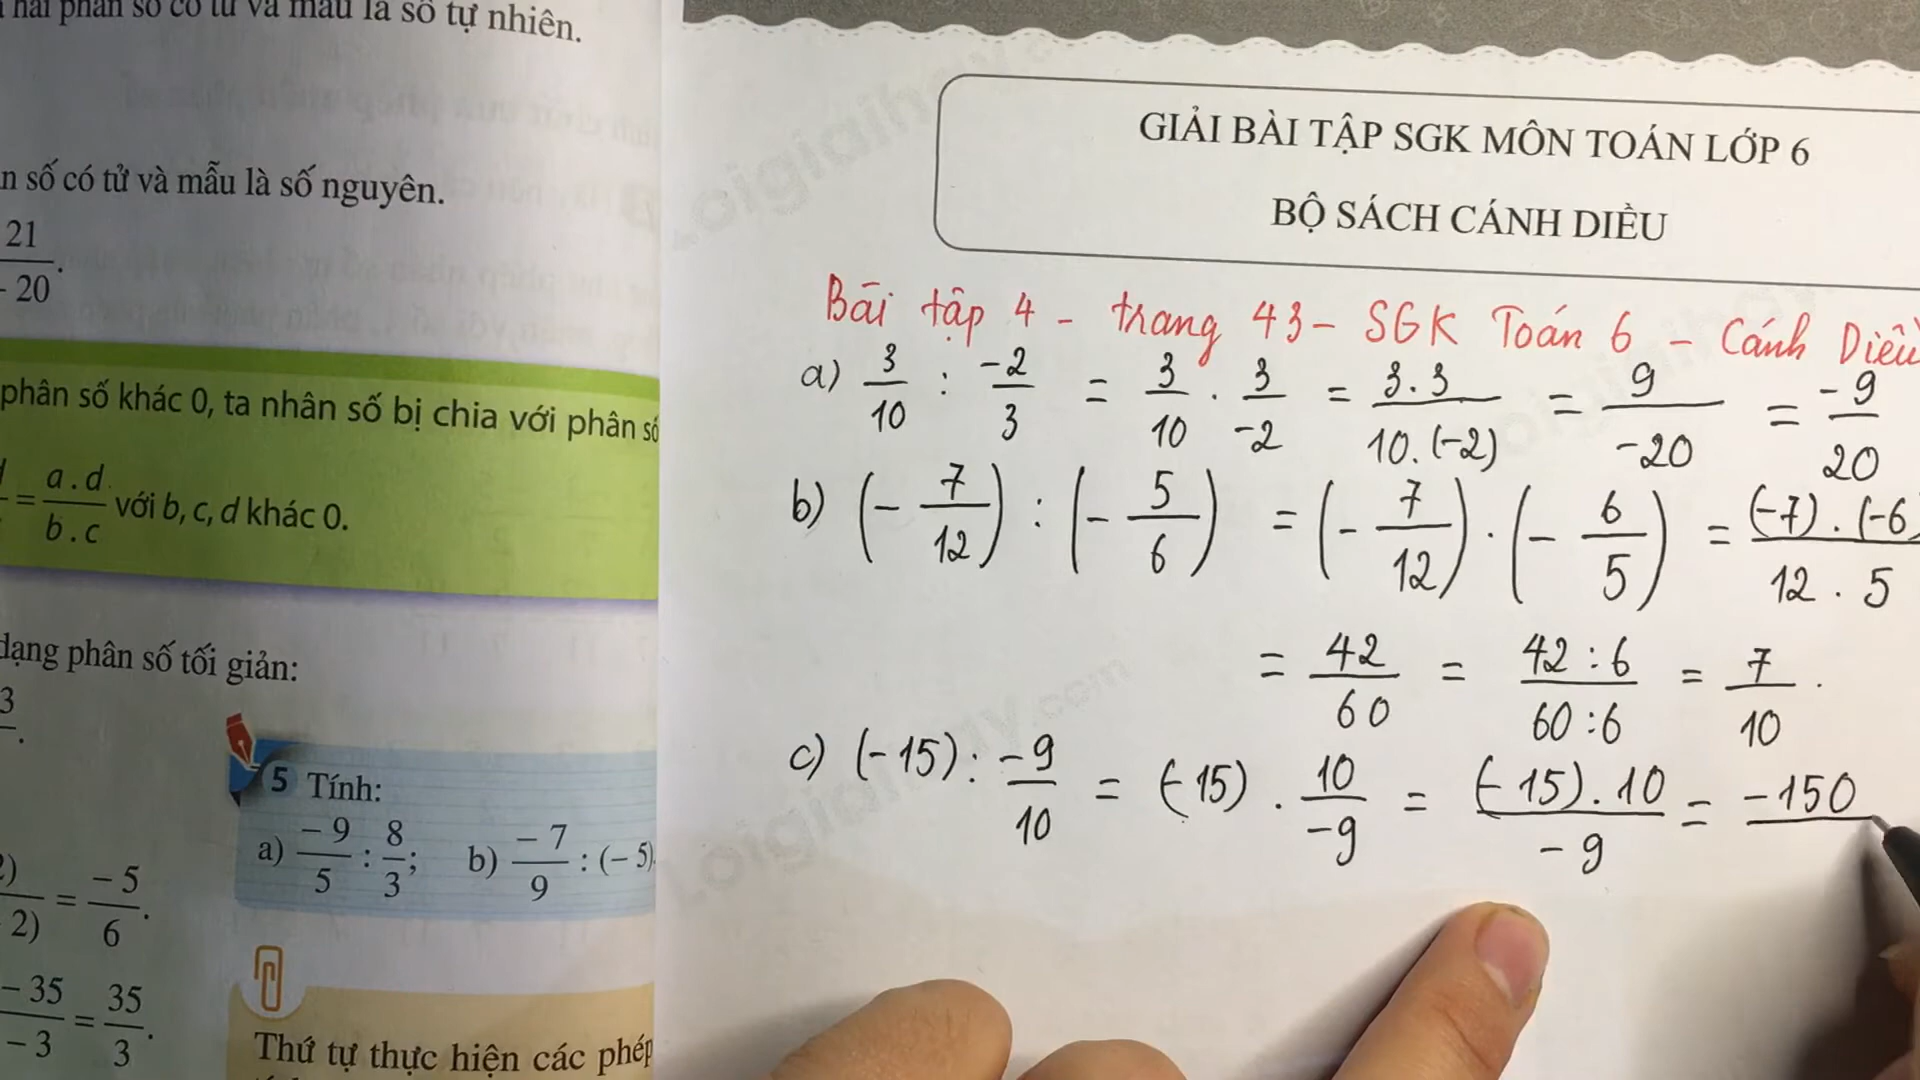 hai phân số có tử và mẫu là số tự nhiên.
n số có tử và mẫu là số nguyên.
21
- 20.
phân số khác 0, ta nhân số bị chia với phân số
= a . d / b . c với b, c, d khác 0.
dạng phân số tối giản:
3
.
5 Tính:
a) -9/5 : 8/3; b) -7/9 : (-5)
2) / 2) = -5/6.
-35/-3 = 35/3.
Thứ tự thực hiện các phép
GIẢI BÀI TẬP SGK MÔN TOÁN LỚP 6
BỘ SÁCH CÁNH DIỀU
Bài tập 4 - trang 43 - SGK Toán 6 - Cánh Diều
a) 3/10 : -2/3 = 3/10 . 3/-2 = 3.3/10.(-2) = 9/-20 = -9/20
b) (- 7/12) : (- 5/6) = (- 7/12) . (- 6/5) = (-7) . (-6)/12 . 5
= 42/60 = 42:6/60:6 = 7/10 .
c) (-15) : -9/10 = (-15) . 10/-9 = (-15).10/-9 = -150